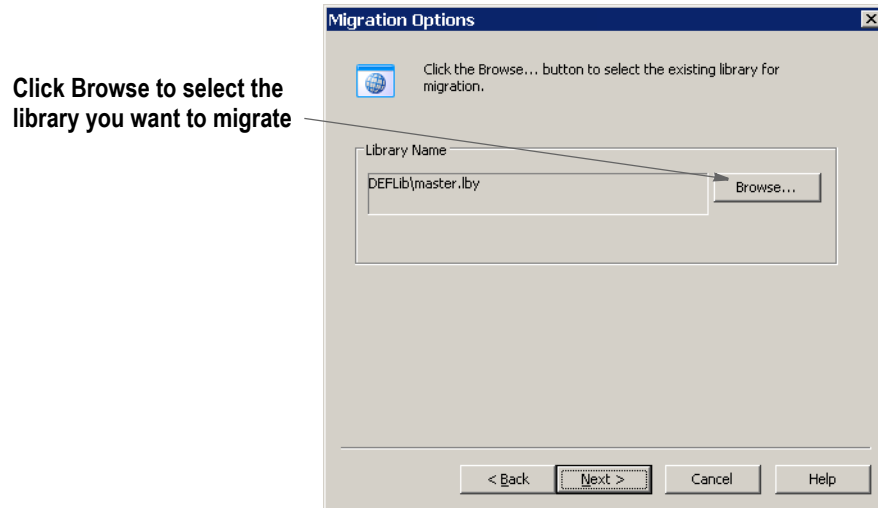 Migration Options
Click the Browse... button to select the existing library for
migration.
Click Browse to select the
library you want to migrate
Library Name
DEFLib\master.lby
Browse...
< Back
Next >
Cancel
Help